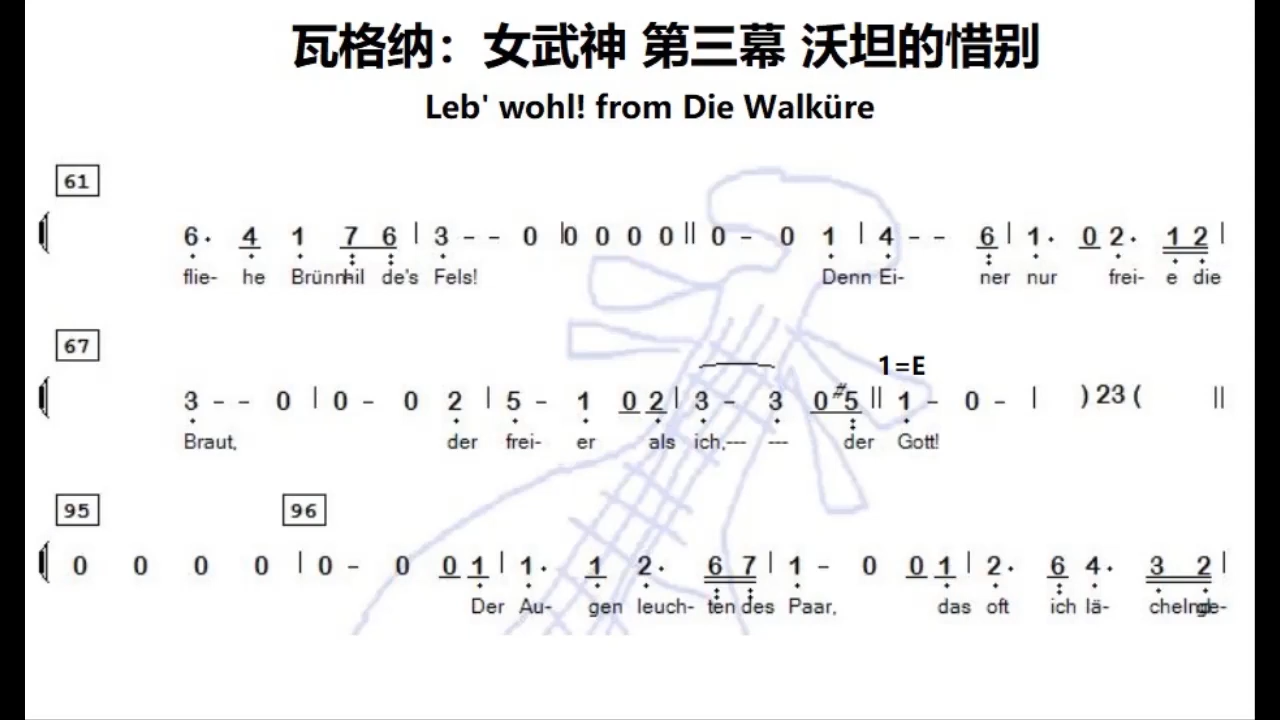 瓦格纳：女武神 第三幕 沃坦的惜别
Leb' wohl! from Die Walküre
61
6· 4 1 7 6 | 3 - - 0 |0 0 0 0 || 0 - 0 1 | 4 - - 6 | 1· 0 2· 1 2 |
flie- he Brünnhil de's Fels! Denn Ei- ner nur frei- e die
67
1=E
3 - - 0 | 0 - 0 2 | 5 - 1 0 2 | 3 - 3 0 #5 || 1 - 0 - | )23( ||
Braut, der frei- er als ich,--- --- der Gott!
95 96
0 0 0 0 | 0 - 0 0 1 | 1· 1 2· 6 7 | 1 - 0 0 1 | 2· 6 4· 3 2 |
Der Au- gen leuch- ten des Paar, das oft ich lä- chelnd ge-